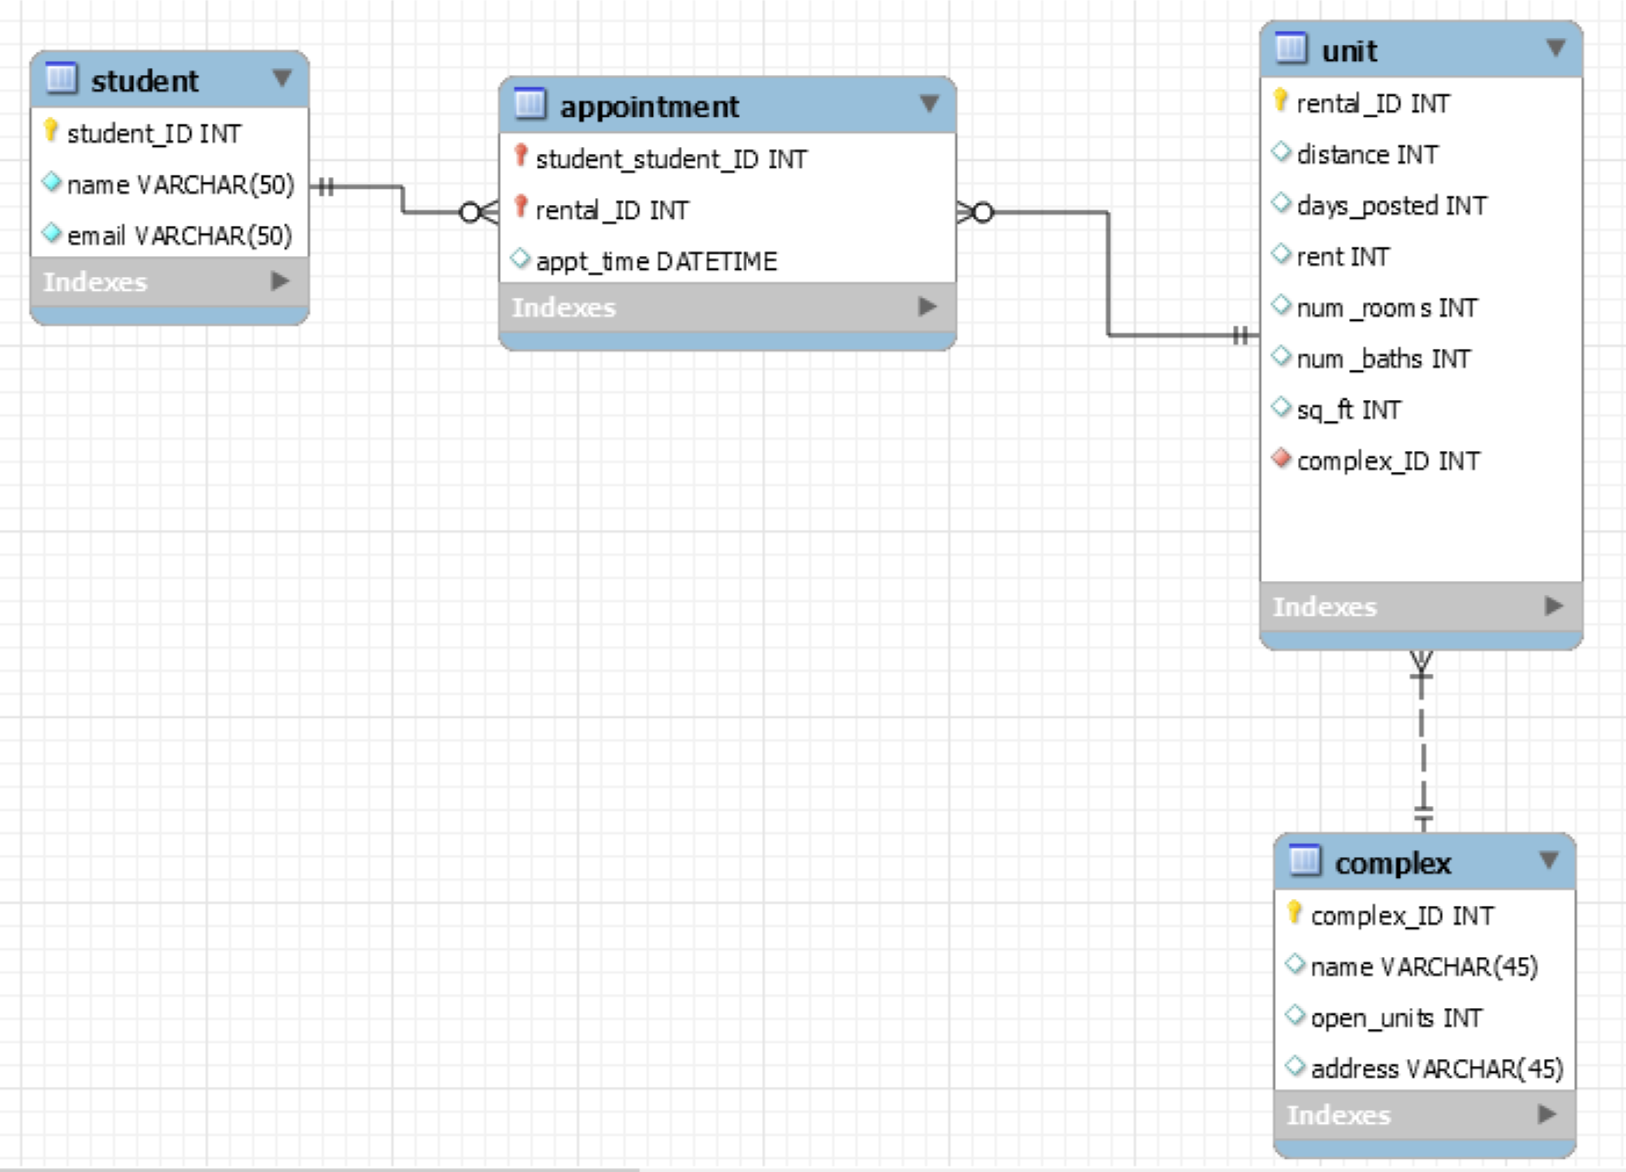 student
student_ID INT
name VARCHAR(50)
email VARCHAR(50)
Indexes
appointment
student_student_ID INT
rental_ID INT
appt_time DATETIME
Indexes
unit
rental_ID INT
distance INT
days_posted INT
rent INT
num_rooms INT
num_baths INT
sq_ft INT
complex_ID INT
Indexes
complex
complex_ID INT
name VARCHAR(45)
open_units INT
address VARCHAR(45)
Indexes